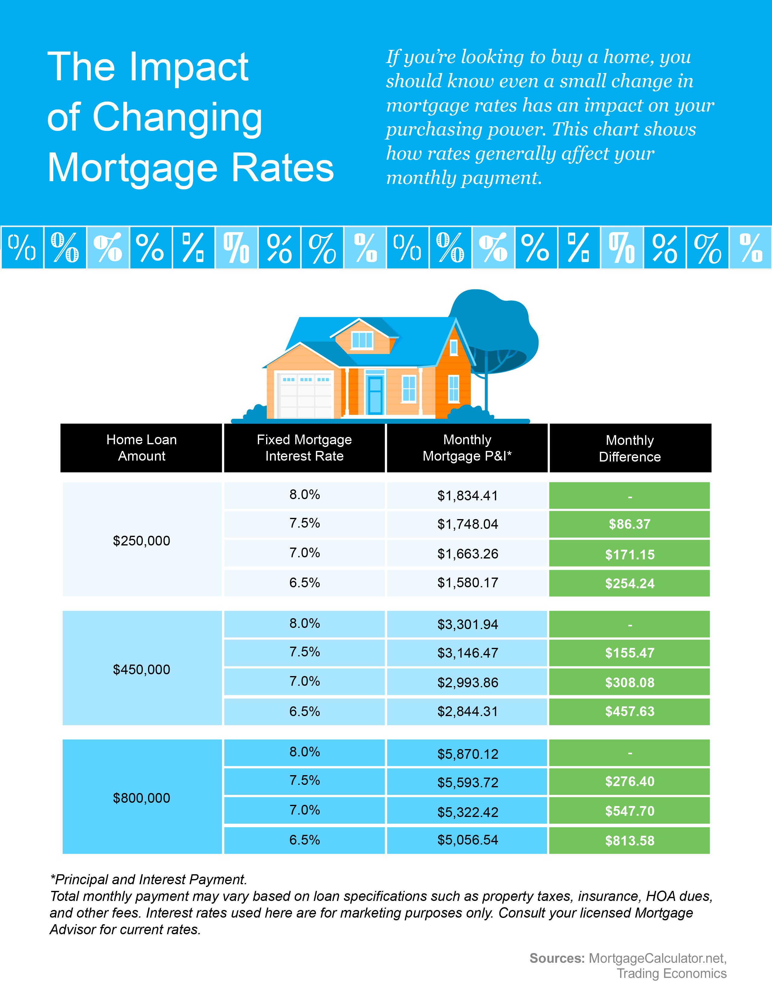 The Impact
of Changing
Mortgage Rates
If you're looking to buy a home, you
should know even a small change in
mortgage rates has an impact on your
purchasing power. This chart shows
how rates generally affect your
monthly payment.
% % % % % % % % % % % % % % % % % %
Home Loan Amount
Fixed Mortgage Interest Rate
Monthly Mortgage P&I*
Monthly Difference
$250,000
8.0% $1,834.41 -
7.5% $1,748.04 $86.37
7.0% $1,663.26 $171.15
6.5% $1,580.17 $254.24
$450,000
8.0% $3,301.94 -
7.5% $3,146.47 $155.47
7.0% $2,993.86 $308.08
6.5% $2,844.31 $457.63
$800,000
8.0% $5,870.12 -
7.5% $5,593.72 $276.40
7.0% $5,322.42 $547.70
6.5% $5,056.54 $813.58
*Principal and Interest Payment.
Total monthly payment may vary based on loan specifications such as property taxes, insurance, HOA dues,
and other fees. Interest rates used here are for marketing purposes only. Consult your licensed Mortgage
Advisor for current rates.
Sources: MortgageCalculator.net,
Trading Economics